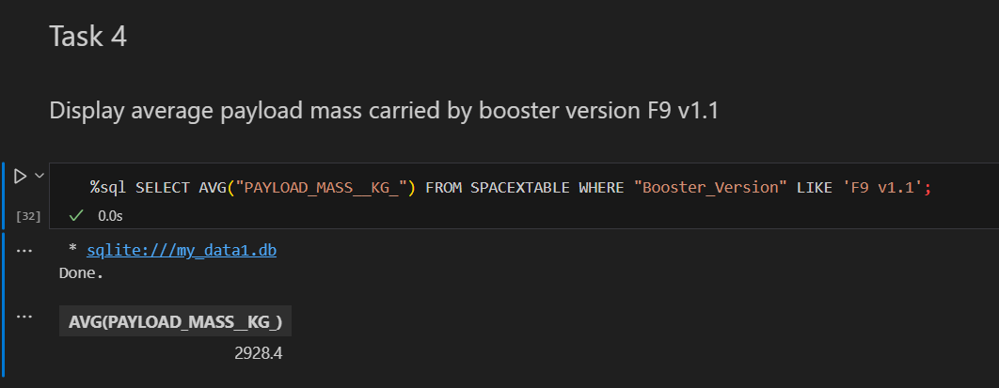 Task 4
Display average payload mass carried by booster version F9 v1.1
%sql SELECT AVG("PAYLOAD_MASS__KG_") FROM SPACEXTABLE WHERE "Booster_Version" LIKE 'F9 v1.1';
[32]
0.0s
* sqlite:///my_data1.db
Done.
AVG(PAYLOAD_MASS__KG_)
2928.4